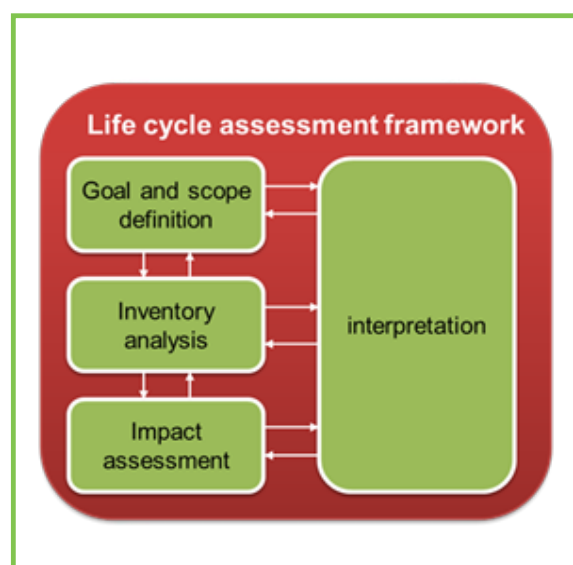 Life cycle assessment framework
Goal and scope
definition
Inventory
analysis
Impact
assessment
interpretation